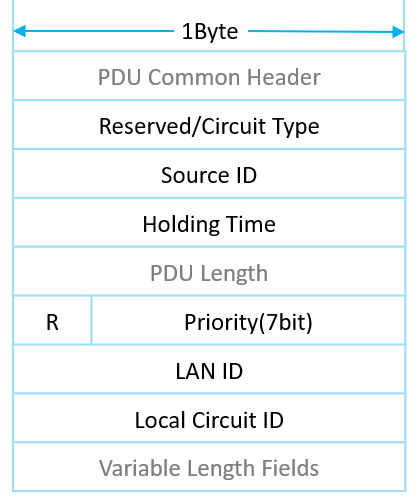 1Byte
PDU Common Header
Reserved/Circuit Type
Source ID
Holding Time
PDU Length
R Priority(7bit)
LAN ID
Local Circuit ID
Variable Length Fields